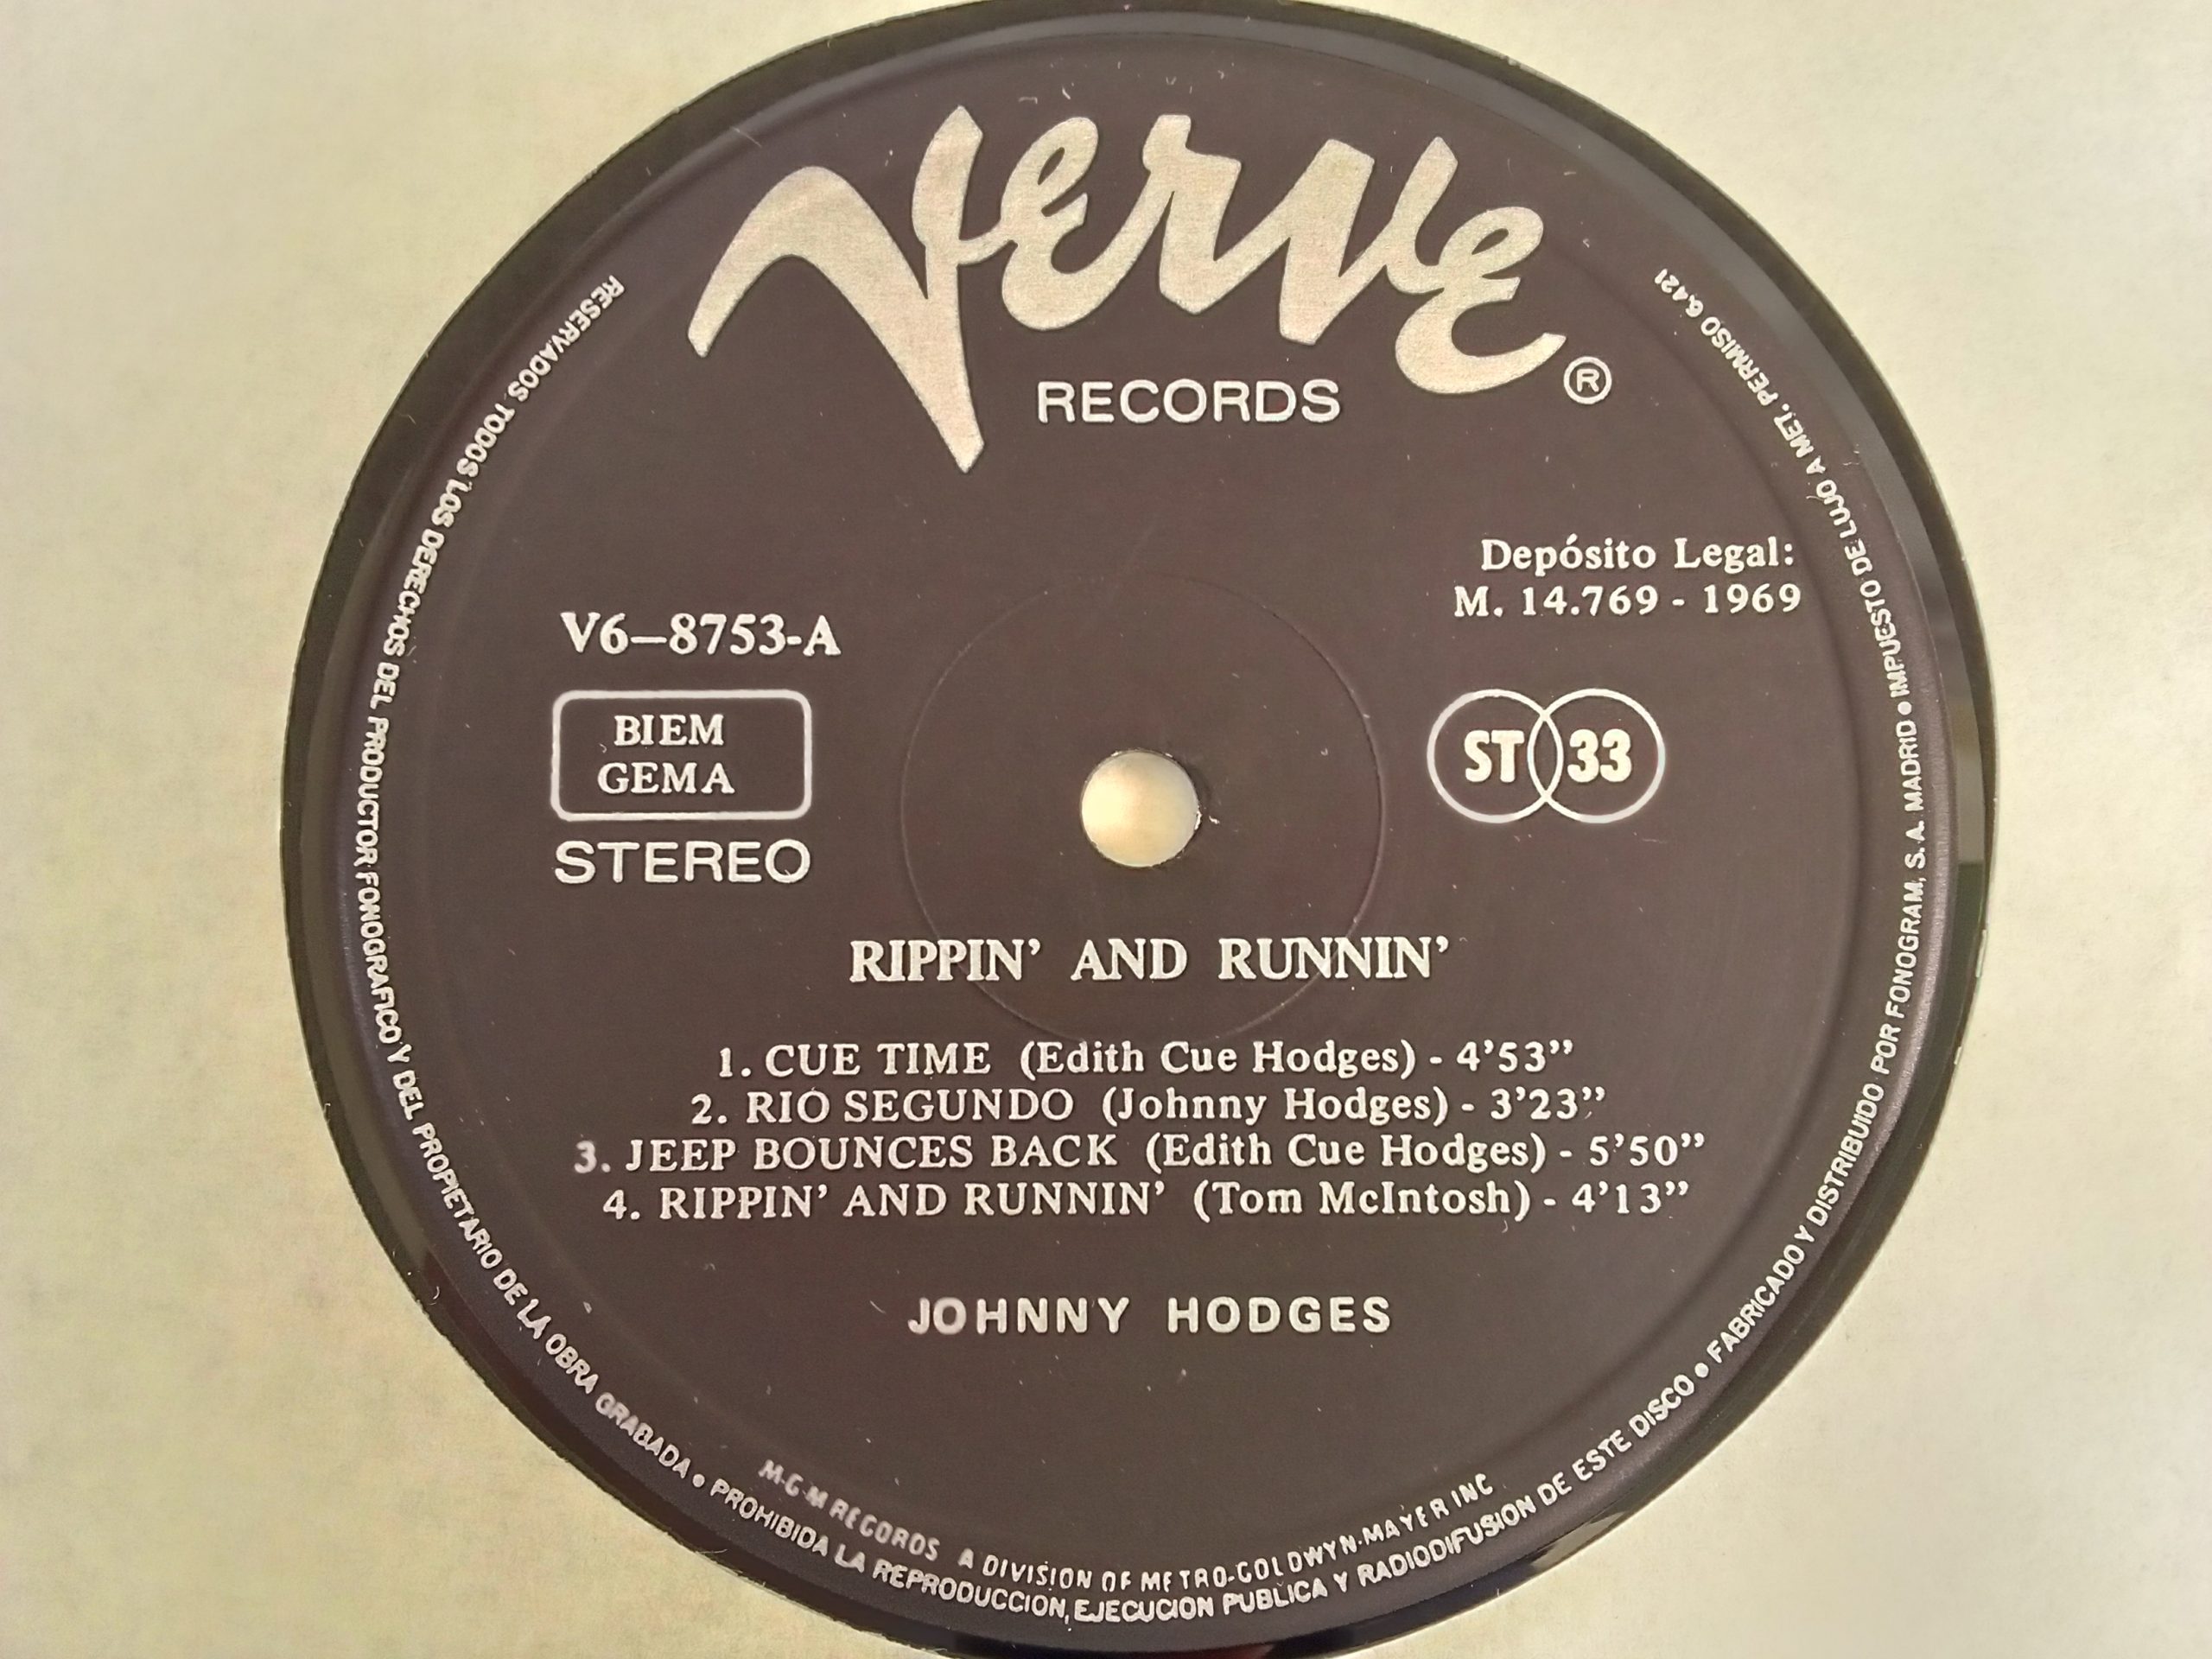 Verve ®
RECORDS
Depósito Legal:
M. 14.769 - 1969
V6–8753-A
BIEM
GEMA
STEREO
ST 33
RIPPIN’ AND RUNNIN’
1. CUE TIME (Edith Cue Hodges) - 4’53”
2. RIO SEGUNDO (Johnny Hodges) - 3’23”
3. JEEP BOUNCES BACK (Edith Cue Hodges) - 5’50”
4. RIPPIN’ AND RUNNIN’ (Tom McIntosh) - 4’13”
JOHNNY HODGES
M-G-M RECORDS A DIVISION OF METRO-GOLDWYN-MAYER INC
RESERVADOS TODOS LOS DERECHOS DEL PRODUCTOR FONOGRAFICO Y DEL PROPIETARIO DE LA OBRA GRABADA • PROHIBIDA LA REPRODUCCION, EJECUCION PUBLICA Y RADIODIFUSION DE ESTE DISCO • FABRICADO Y DISTRIBUIDO POR FONOGRAM, S. A. MADRID • IMPUESTO DE LUJO A MET. PERMISO 6.421